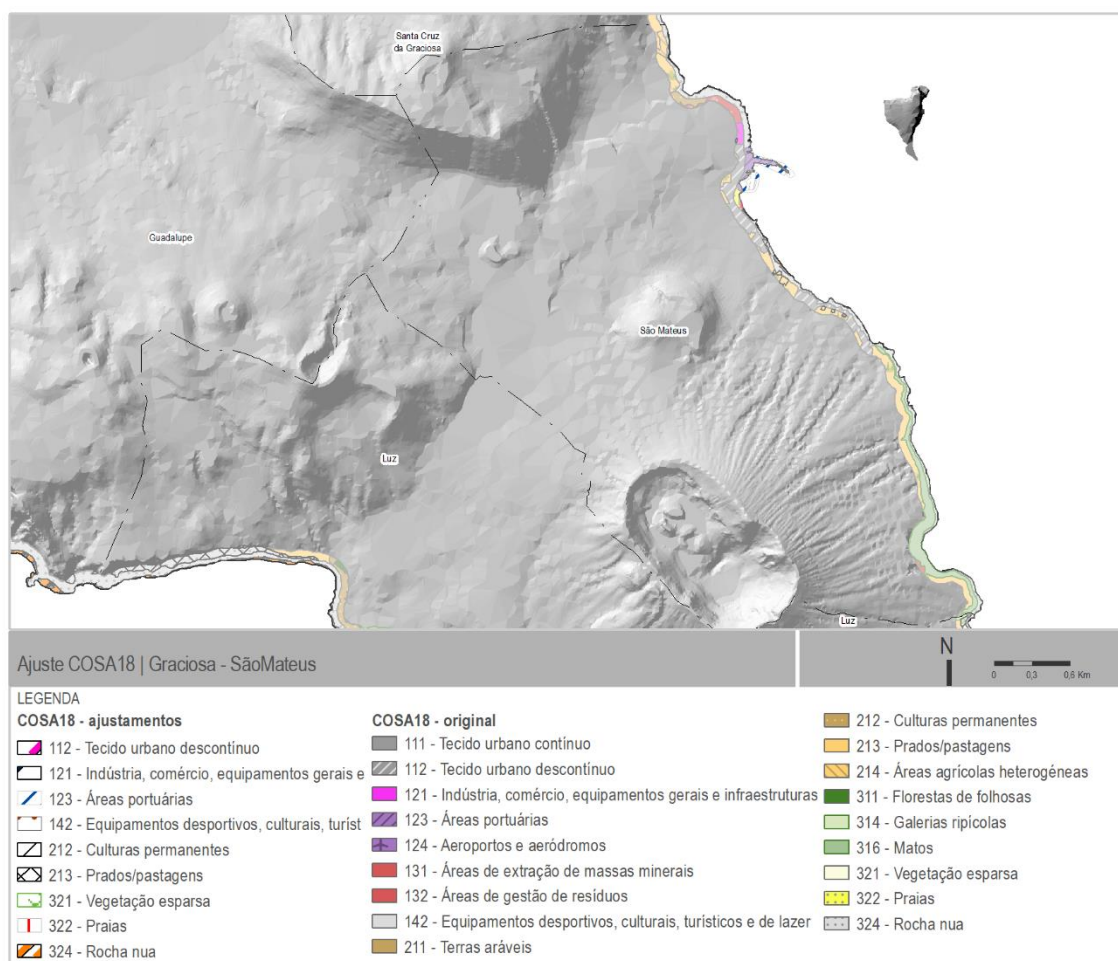 Santa Cruz
da Graciosa
Guadalupe
São Mateus
Luz
Luz
Ajuste COSA18 | Graciosa - SãoMateus
N
0 0,3 0,6 Km
LEGENDA
COSA18 - ajustamentos
112 - Tecido urbano descontínuo
121 - Indústria, comércio, equipamentos gerais e
123 - Áreas portuárias
142 - Equipamentos desportivos, culturais, turíst
212 - Culturas permanentes
213 - Prados/pastagens
321 - Vegetação esparsa
322 - Praias
324 - Rocha nua
COSA18 - original
111 - Tecido urbano contínuo
112 - Tecido urbano descontínuo
121 - Indústria, comércio, equipamentos gerais e infraestruturas
123 - Áreas portuárias
124 - Aeroportos e aeródromos
131 - Áreas de extração de massas minerais
132 - Áreas de gestão de resíduos
142 - Equipamentos desportivos, culturais, turísticos e de lazer
211 - Terras aráveis
212 - Culturas permanentes
213 - Prados/pastagens
214 - Áreas agrícolas heterogéneas
311 - Florestas de folhosas
314 - Galerias ripícolas
316 - Matos
321 - Vegetação esparsa
322 - Praias
324 - Rocha nua